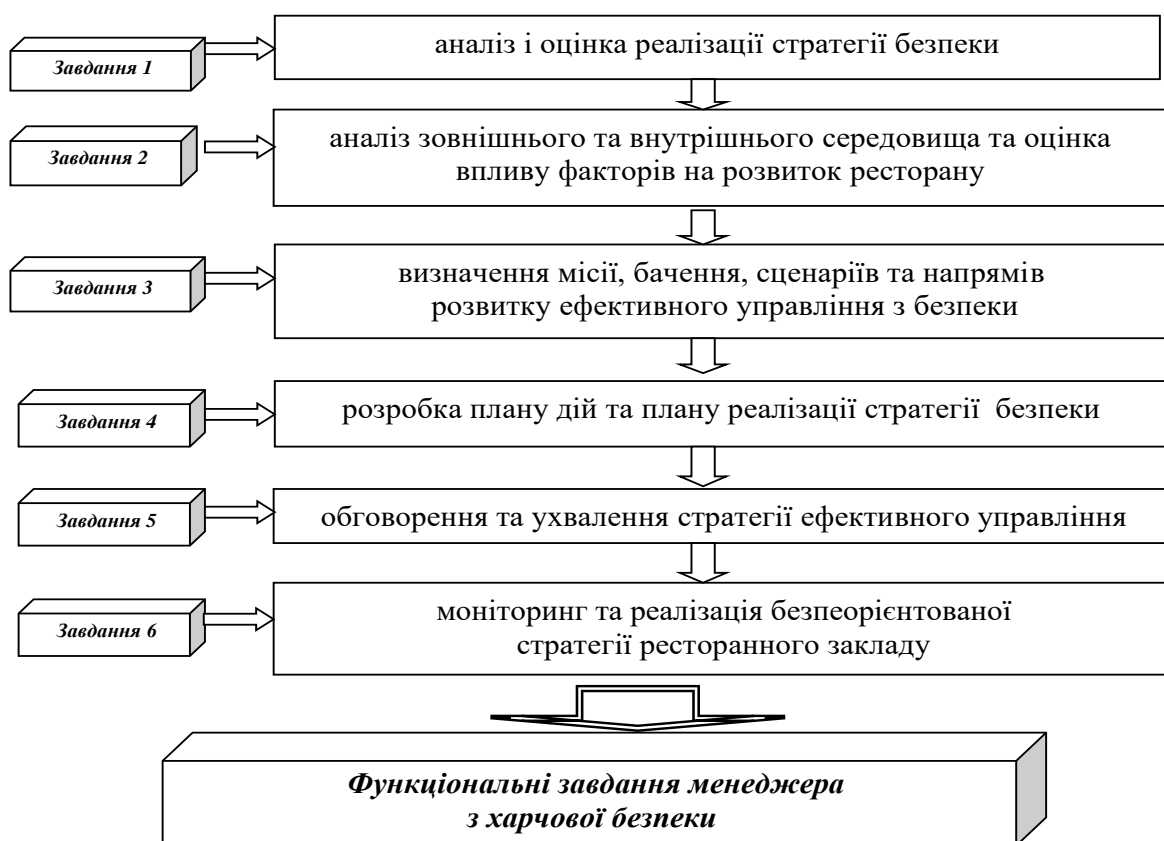 Завдання 1
аналіз і оцінка реалізації стратегії безпеки
Завдання 2
аналіз зовнішнього та внутрішнього середовища та оцінка
впливу факторів на розвиток ресторану
Завдання 3
визначення місії, бачення, сценаріїв та напрямів
розвитку ефективного управління з безпеки
Завдання 4
розробка плану дій та плану реалізації стратегії безпеки
Завдання 5
обговорення та ухвалення стратегії ефективного управління
Завдання 6
моніторинг та реалізація безпеорієнтованої
стратегії ресторанного закладу
Функціональні завдання менеджера
з харчової безпеки